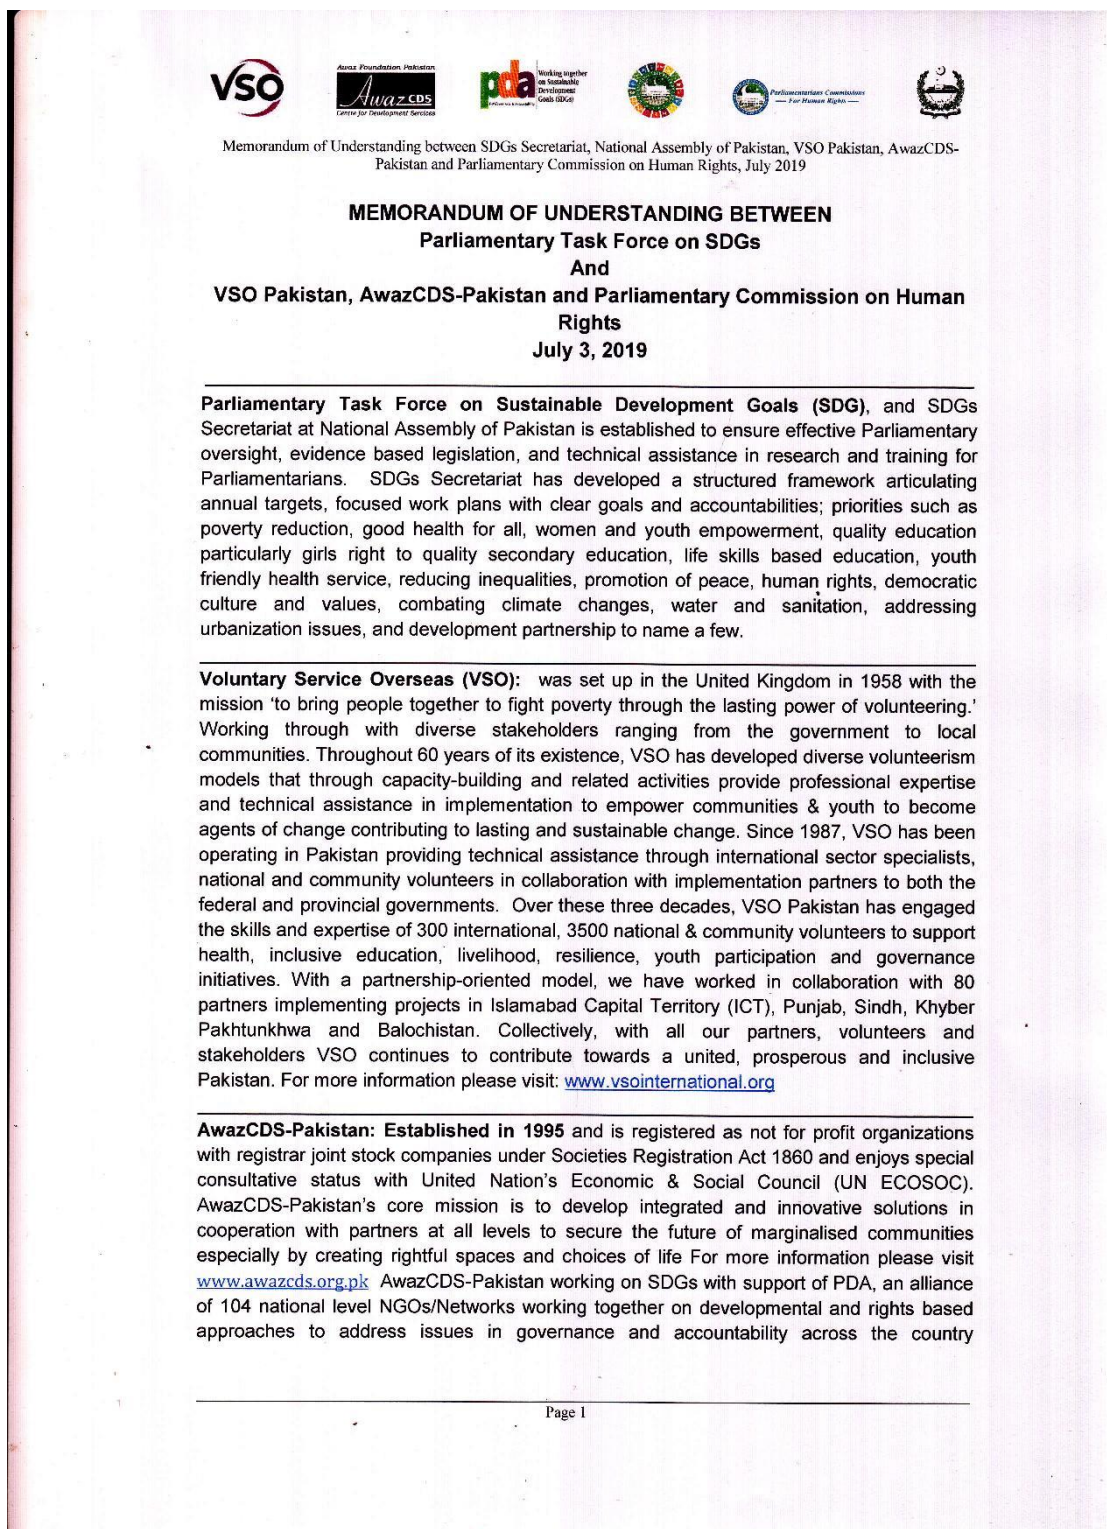 VSO
Awaz Foundation Pakistan
Awaz CDS
Centre for Development Services
pda
Working together
on Sustainable
Development
Goals (SDGs)
Parliamentarians Commission
— For Human Rights —
Memorandum of Understanding between SDGs Secretariat, National Assembly of Pakistan, VSO Pakistan, AwazCDS-
Pakistan and Parliamentary Commission on Human Rights, July 2019
MEMORANDUM OF UNDERSTANDING BETWEEN
Parliamentary Task Force on SDGs
And
VSO Pakistan, AwazCDS-Pakistan and Parliamentary Commission on Human
Rights
July 3, 2019
Parliamentary Task Force on Sustainable Development Goals (SDG), and SDGs
Secretariat at National Assembly of Pakistan is established to ensure effective Parliamentary
oversight, evidence based legislation, and technical assistance in research and training for
Parliamentarians. SDGs Secretariat has developed a structured framework articulating
annual targets, focused work plans with clear goals and accountabilities; priorities such as
poverty reduction, good health for all, women and youth empowerment, quality education
particularly girls right to quality secondary education, life skills based education, youth
friendly health service, reducing inequalities, promotion of peace, human rights, democratic
culture and values, combating climate changes, water and sanitation, addressing
urbanization issues, and development partnership to name a few.
Voluntary Service Overseas (VSO): was set up in the United Kingdom in 1958 with the
mission 'to bring people together to fight poverty through the lasting power of volunteering.'
Working through with diverse stakeholders ranging from the government to local
communities. Throughout 60 years of its existence, VSO has developed diverse volunteerism
models that through capacity-building and related activities provide professional expertise
and technical assistance in implementation to empower communities & youth to become
agents of change contributing to lasting and sustainable change. Since 1987, VSO has been
operating in Pakistan providing technical assistance through international sector specialists,
national and community volunteers in collaboration with implementation partners to both the
federal and provincial governments. Over these three decades, VSO Pakistan has engaged
the skills and expertise of 300 international, 3500 national & community volunteers to support
health, inclusive education, livelihood, resilience, youth participation and governance
initiatives. With a partnership-oriented model, we have worked in collaboration with 80
partners implementing projects in Islamabad Capital Territory (ICT), Punjab, Sindh, Khyber
Pakhtunkhwa and Balochistan. Collectively, with all our partners, volunteers and
stakeholders VSO continues to contribute towards a united, prosperous and inclusive
Pakistan. For more information please visit: www.vsointernational.org
AwazCDS-Pakistan: Established in 1995 and is registered as not for profit organizations
with registrar joint stock companies under Societies Registration Act 1860 and enjoys special
consultative status with United Nation's Economic & Social Council (UN ECOSOC).
AwazCDS-Pakistan's core mission is to develop integrated and innovative solutions in
cooperation with partners at all levels to secure the future of marginalised communities
especially by creating rightful spaces and choices of life For more information please visit
www.awazcds.org.pk AwazCDS-Pakistan working on SDGs with support of PDA, an alliance
of 104 national level NGOs/Networks working together on developmental and rights based
approaches to address issues in governance and accountability across the country
Page 1